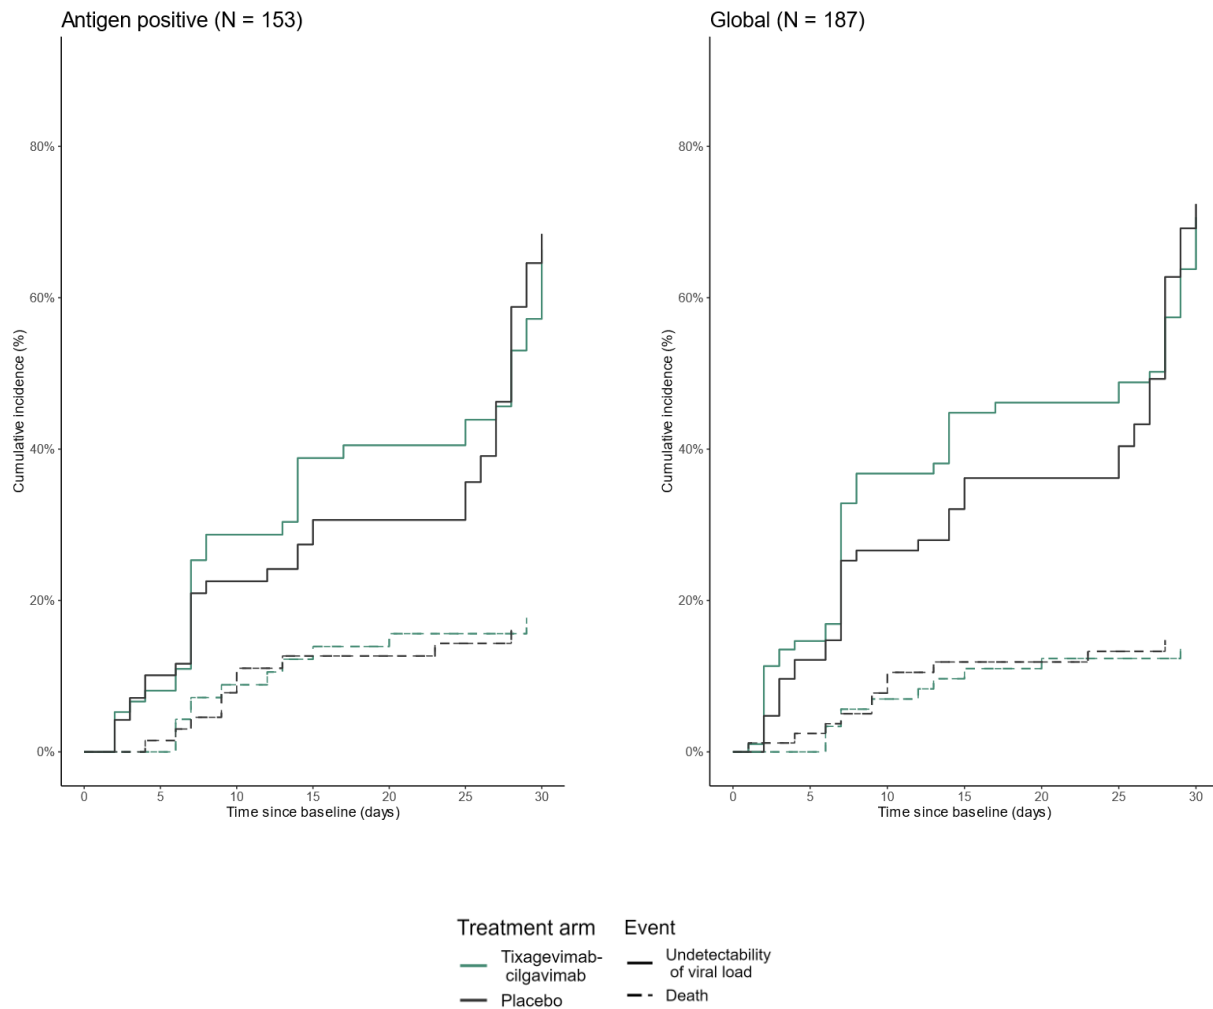 Antigen positive (N = 153)
Global (N = 187)
Cumulative incidence (%)
80%
60%
40%
20%
0%
0 5 10 15 20 25 30
Time since baseline (days)
Cumulative incidence (%)
80%
60%
40%
20%
0%
0 5 10 15 20 25 30
Time since baseline (days)
Treatment arm
Tixagevimab-
cilgavimab
Placebo
Event
Undetectability
of viral load
Death